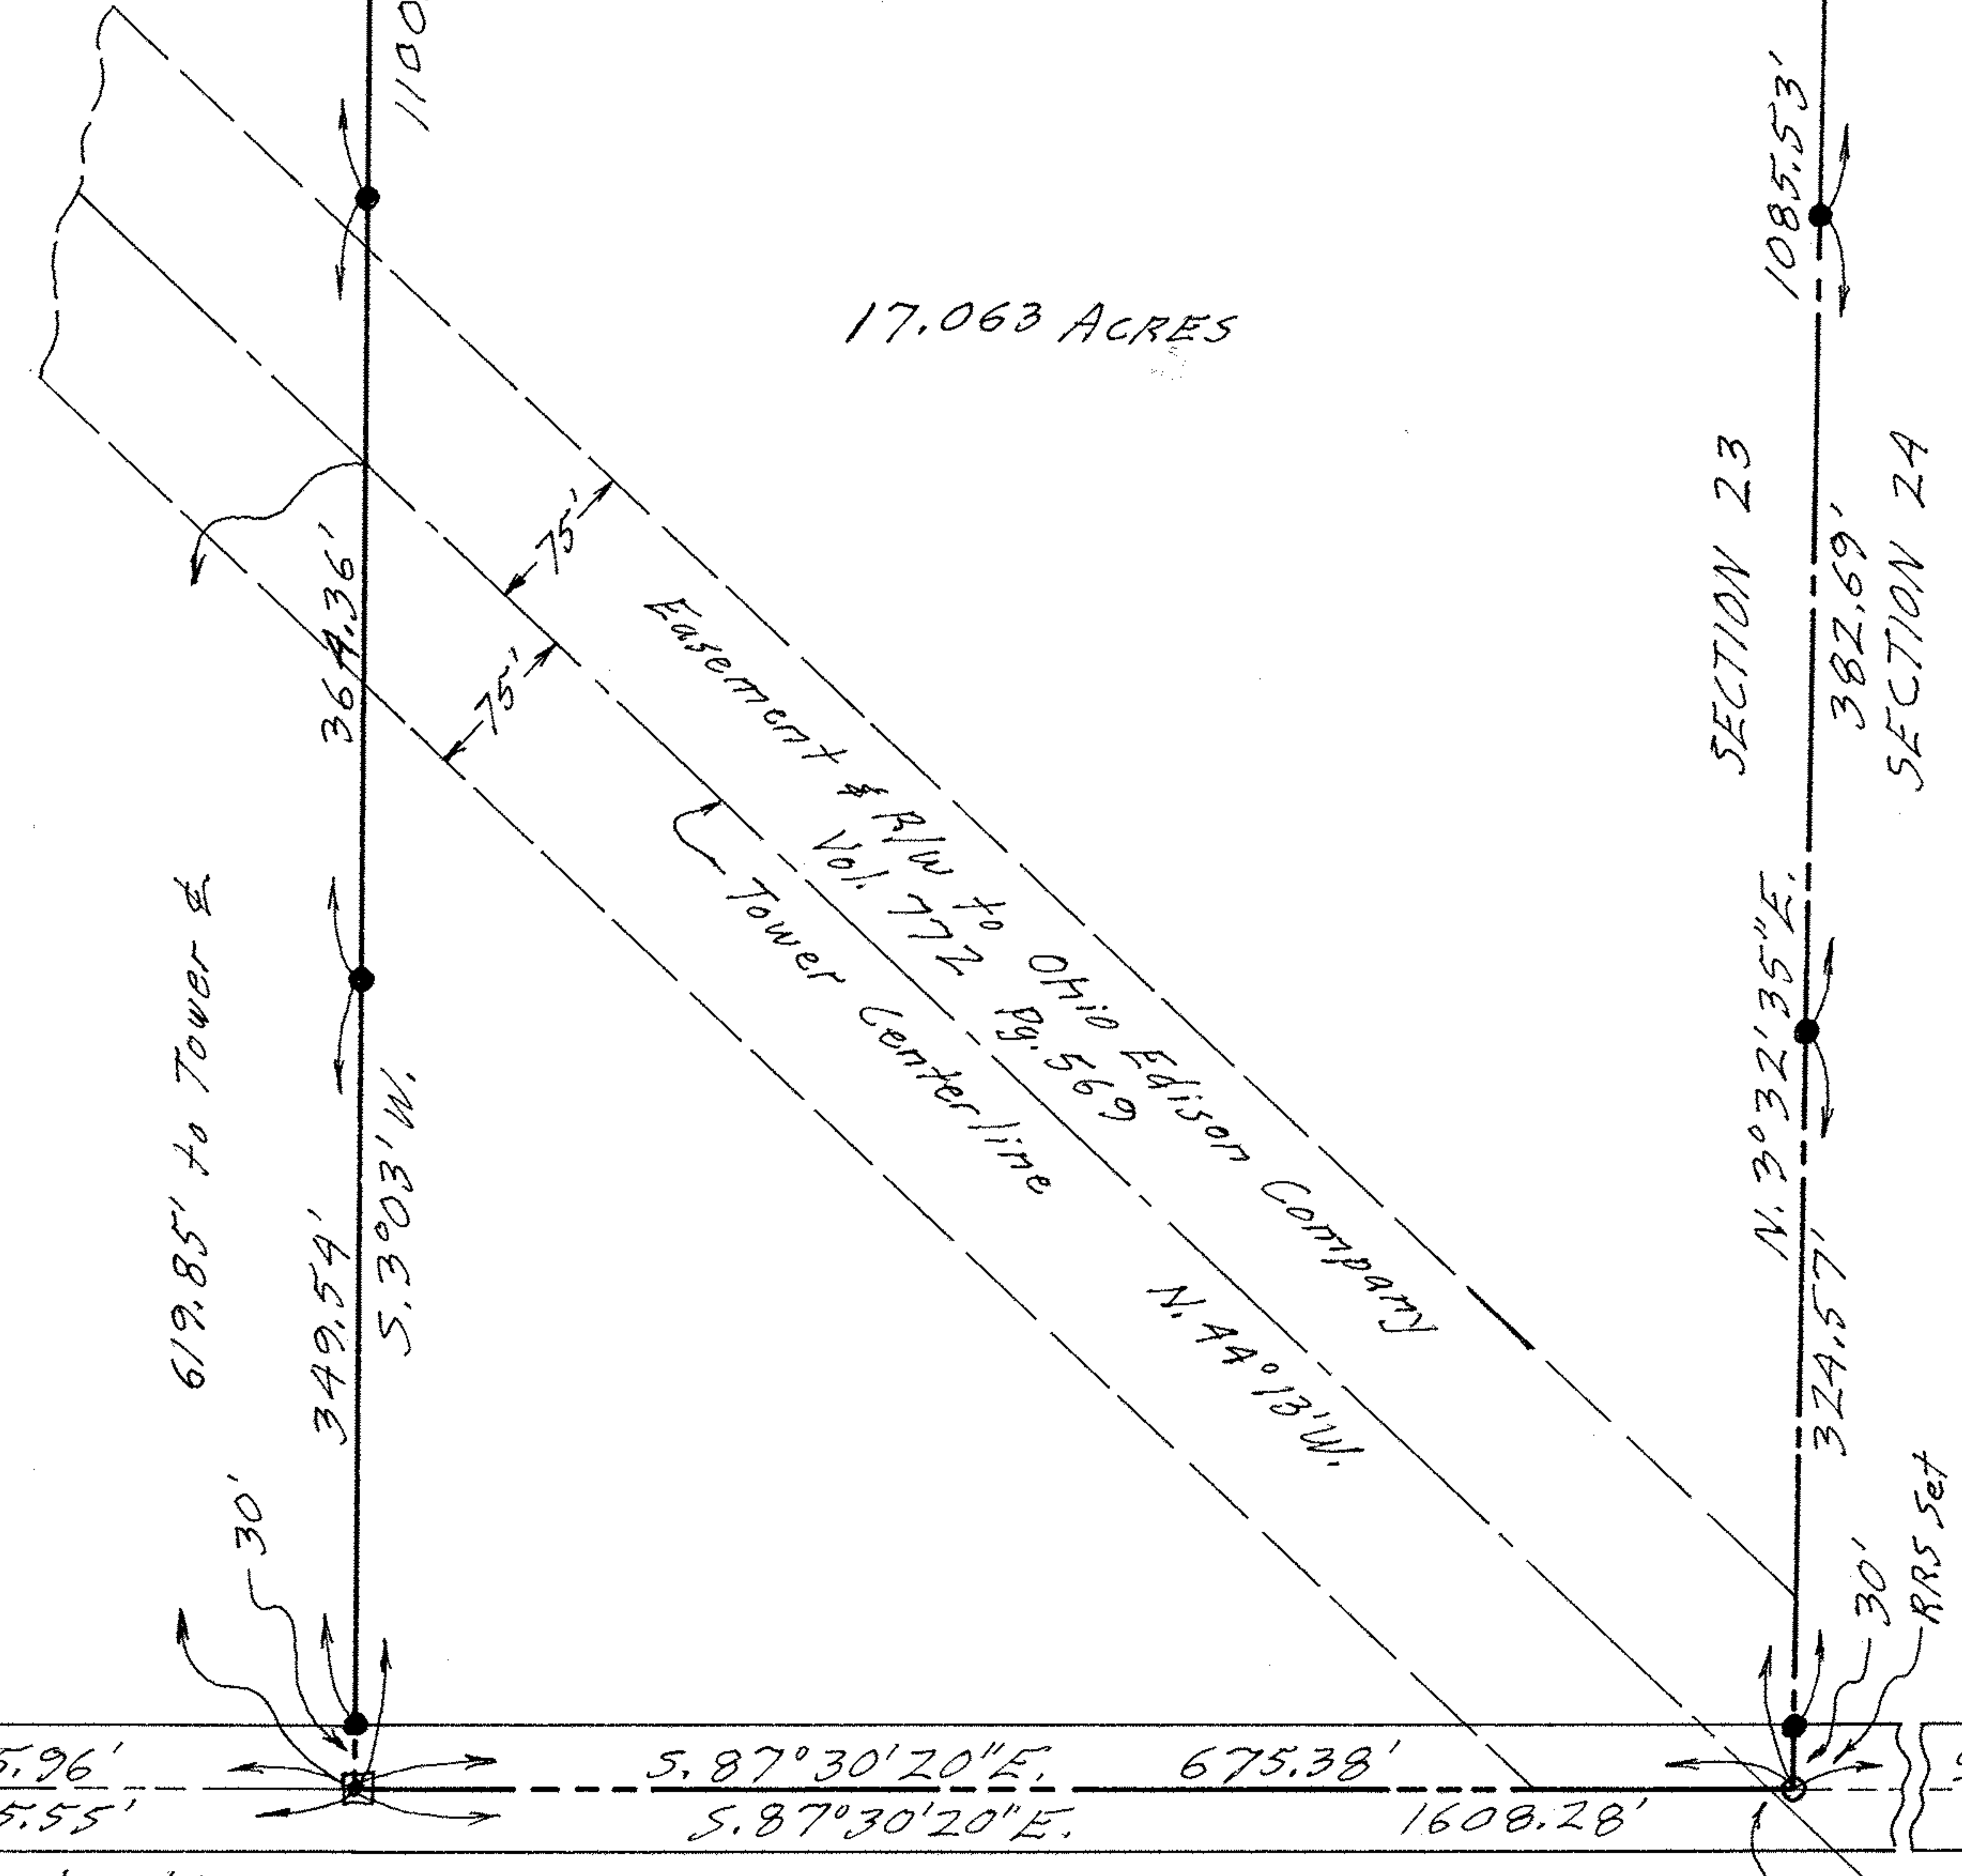 1100
1085.53'
17.063 ACRES
SECTION 23
382.69'
SECTION 24
75'
364.36'
75'
Easement & R/W to Ohio Edison Company
Vol. 772 Pg. 569
Tower Centerline
N. 44°13'W.
619.85' to Tower ℄
349.54'
S. 3°03' W.
N. 3°32'35"E.
324.57'
30'
30'
RRS Set
5.96'
S. 87°30'20"E. 675.38'
5.55'
S. 87°30'20"E. 1608.28'